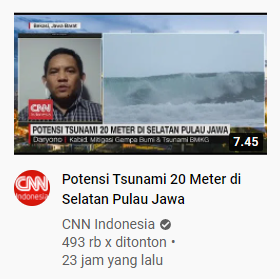 Bekasi, Jawa Barat
CNN
Indonesia
POTENSI TSUNAMI 20 METER DI SELATAN PULAU JAWA
Daryono Kabid. Mitigasi Gempa Bumi & Tsunami BMKG
7.45
CNN
Indonesia
Potensi Tsunami 20 Meter di
Selatan Pulau Jawa
CNN Indonesia
493 rb x ditonton •
23 jam yang lalu